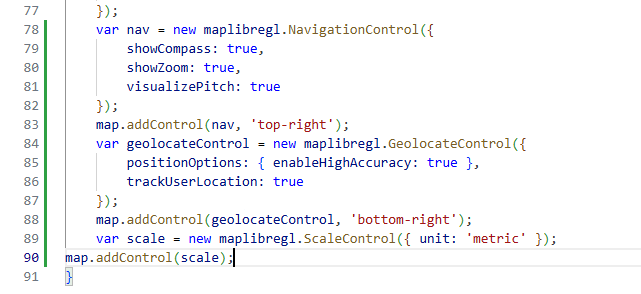 77 });
78 var nav = new maplibregl.NavigationControl({
79 showCompass: true,
80 showZoom: true,
81 visualizePitch: true
82 });
83 map.addControl(nav, 'top-right');
84 var geolocateControl = new maplibregl.GeolocateControl({
85 positionOptions: { enableHighAccuracy: true },
86 trackUserLocation: true
87 });
88 map.addControl(geolocateControl, 'bottom-right');
89 var scale = new maplibregl.ScaleControl({ unit: 'metric' });
90 map.addControl(scale);
91 }